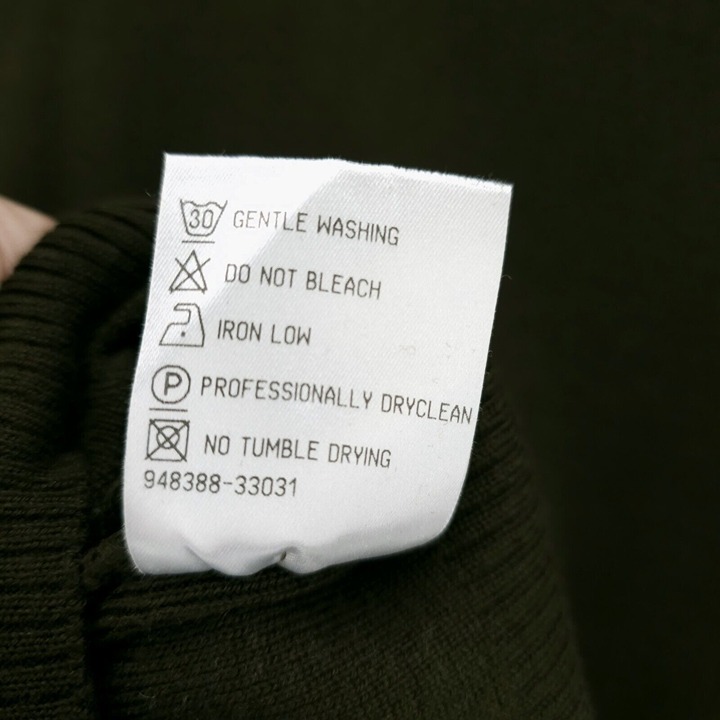 30 GENTLE WASHING
DO NOT BLEACH
IRON LOW
P PROFESSIONALLY DRYCLEAN
NO TUMBLE DRYING
948388-33031